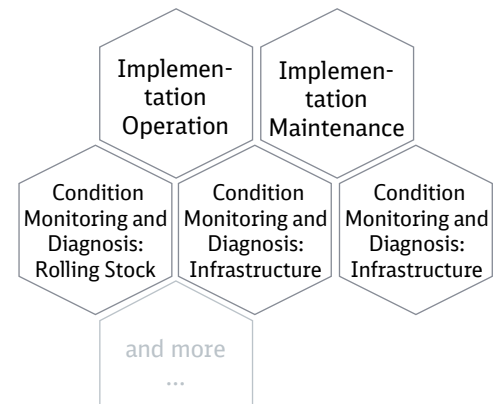 Implemen-
tation
Operation
Implemen-
tation
Maintenance
Condition
Monitoring and
Diagnosis:
Rolling Stock
Condition
Monitoring and
Diagnosis:
Infrastructure
Condition
Monitoring and
Diagnosis:
Infrastructure
and more
...